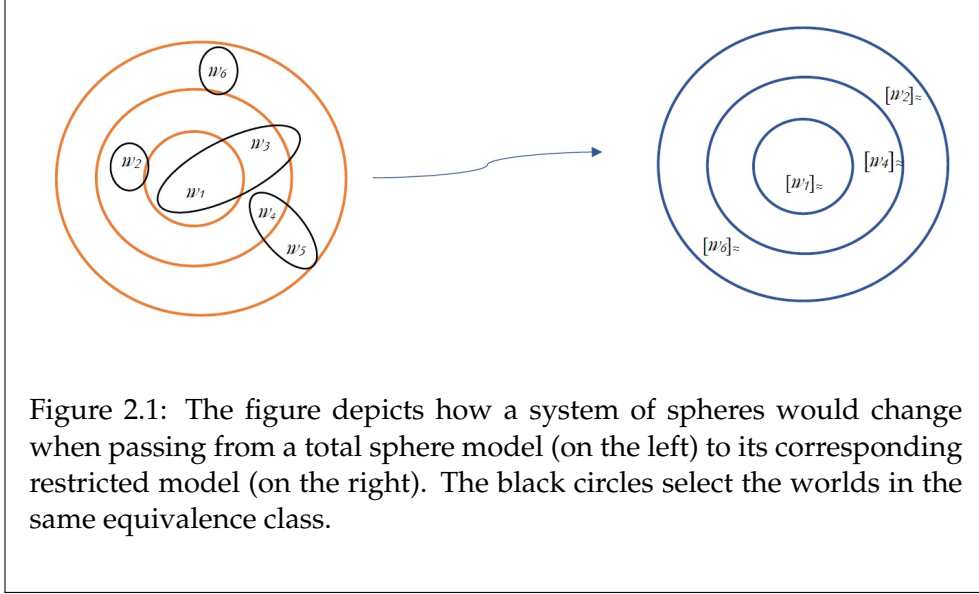 w₆
w₃
w₂
w₁
w₄
w₅
[w₂]≈
[w₄]≈
[w₁]≈
[w₆]≈
Figure 2.1: The figure depicts how a system of spheres would change
when passing from a total sphere model (on the left) to its corresponding
restricted model (on the right). The black circles select the worlds in the
same equivalence class.